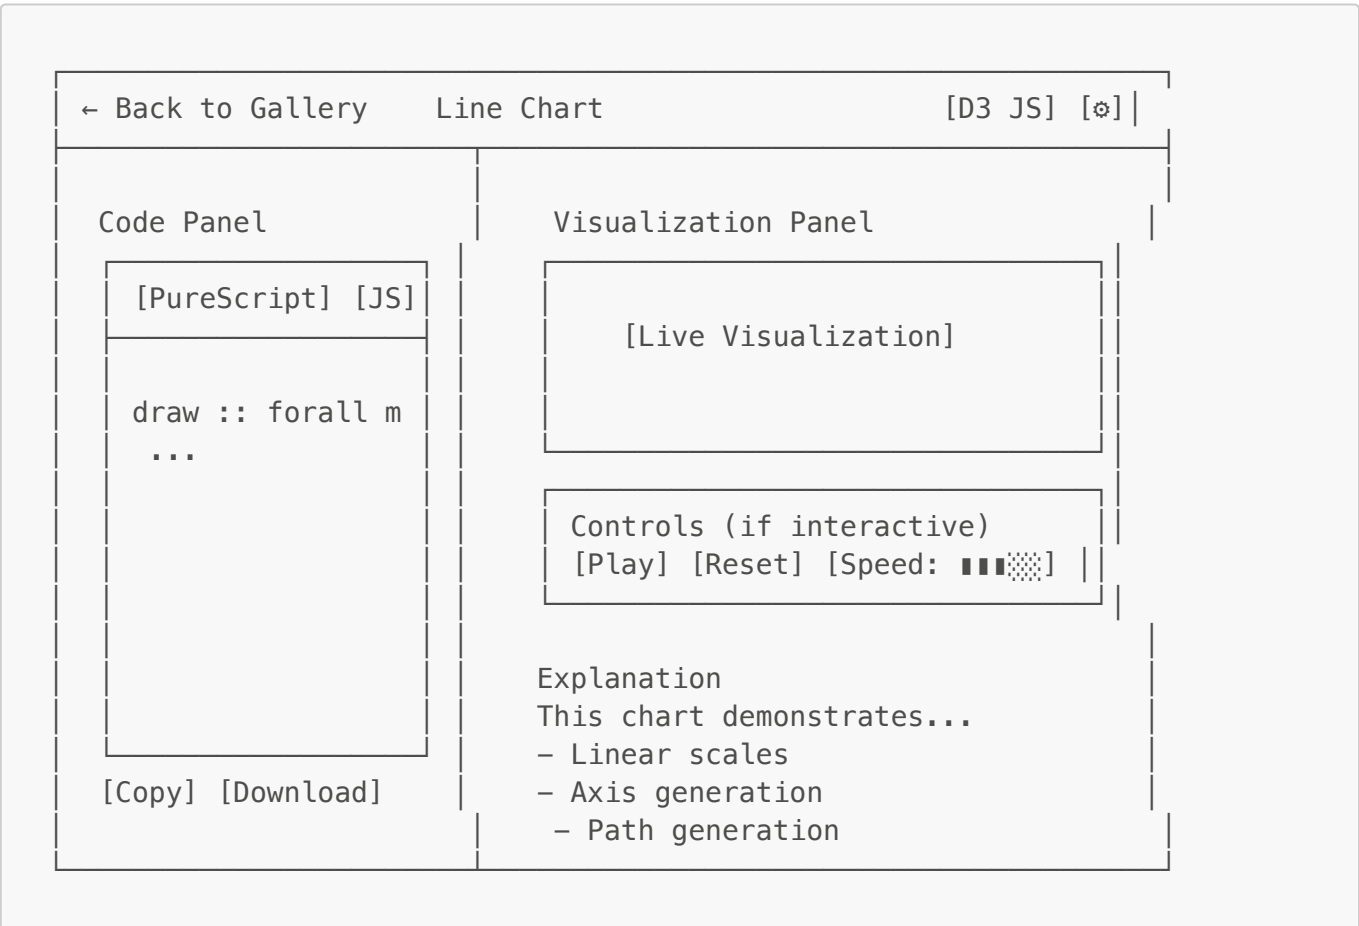 ← Back to Gallery    Line Chart    [D3 JS] [⚙]
Code Panel    Visualization Panel
[PureScript] [JS]
[Live Visualization]
draw :: forall m
...
Controls (if interactive)
[Play] [Reset] [Speed: ▮▮▮░░]
Explanation
This chart demonstrates...
- Linear scales
[Copy] [Download]    - Axis generation
- Path generation